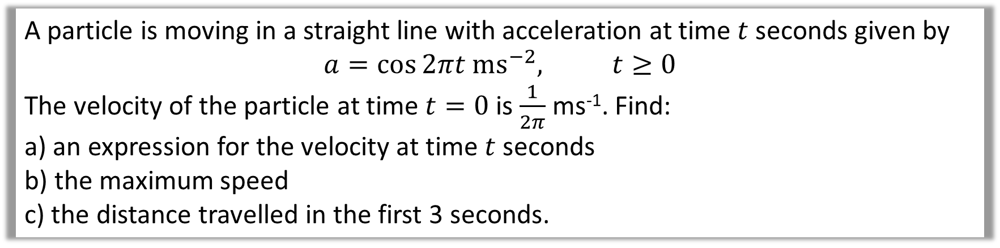 A particle is moving in a straight line with acceleration at time t seconds given by
a = cos 2πt ms⁻², t ≥ 0
The velocity of the particle at time t = 0 is 1/2π ms⁻¹. Find:
a) an expression for the velocity at time t seconds
b) the maximum speed
c) the distance travelled in the first 3 seconds.